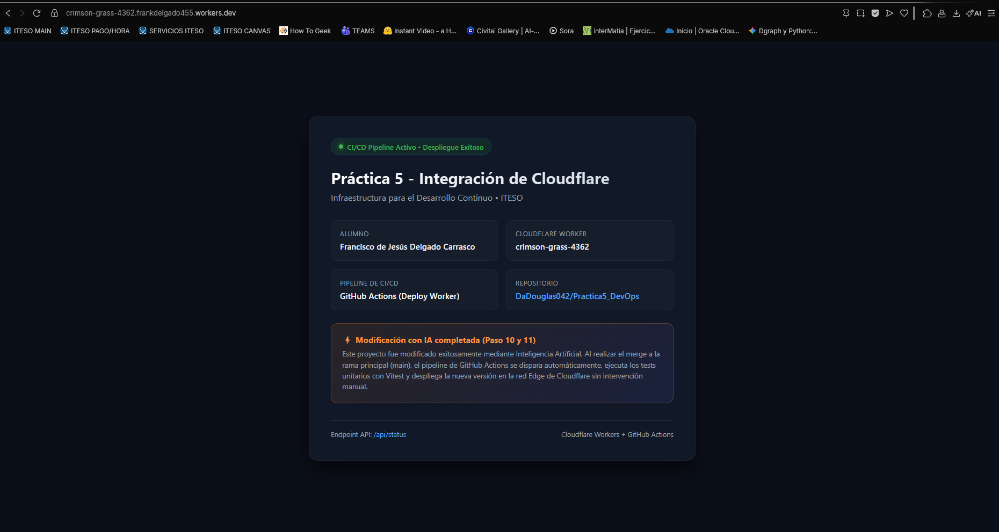 crimson-grass-4362.frankdelgado455.workers.dev
AI
ITESO MAIN
ITESO PAGO/HORA
SERVICIOS ITESO
ITESO CANVAS
How To Geek
TEAMS
Instant Video - a H...
Civitai Gallery | AI-...
Sora
interMatia | Ejercic...
Inicio | Oracle Clou...
Dgraph y Python:...
CI/CD Pipeline Activo • Despliegue Exitoso
Práctica 5 - Integración de Cloudflare
Infraestructura para el Desarrollo Continuo • ITESO
ALUMNO
Francisco de Jesús Delgado Carrasco
CLOUDFLARE WORKER
crimson-grass-4362
PIPELINE DE CI/CD
GitHub Actions (Deploy Worker)
REPOSITORIO
DaDouglas042/Practica5_DevOps
Modificación con IA completada (Paso 10 y 11)
Este proyecto fue modificado exitosamente mediante Inteligencia Artificial. Al realizar el merge a la
rama principal (main), el pipeline de GitHub Actions se dispara automáticamente, ejecuta los tests
unitarios con Vitest y despliega la nueva versión en la red Edge de Cloudflare sin intervención
manual.
Endpoint API: /api/status
Cloudflare Workers + GitHub Actions